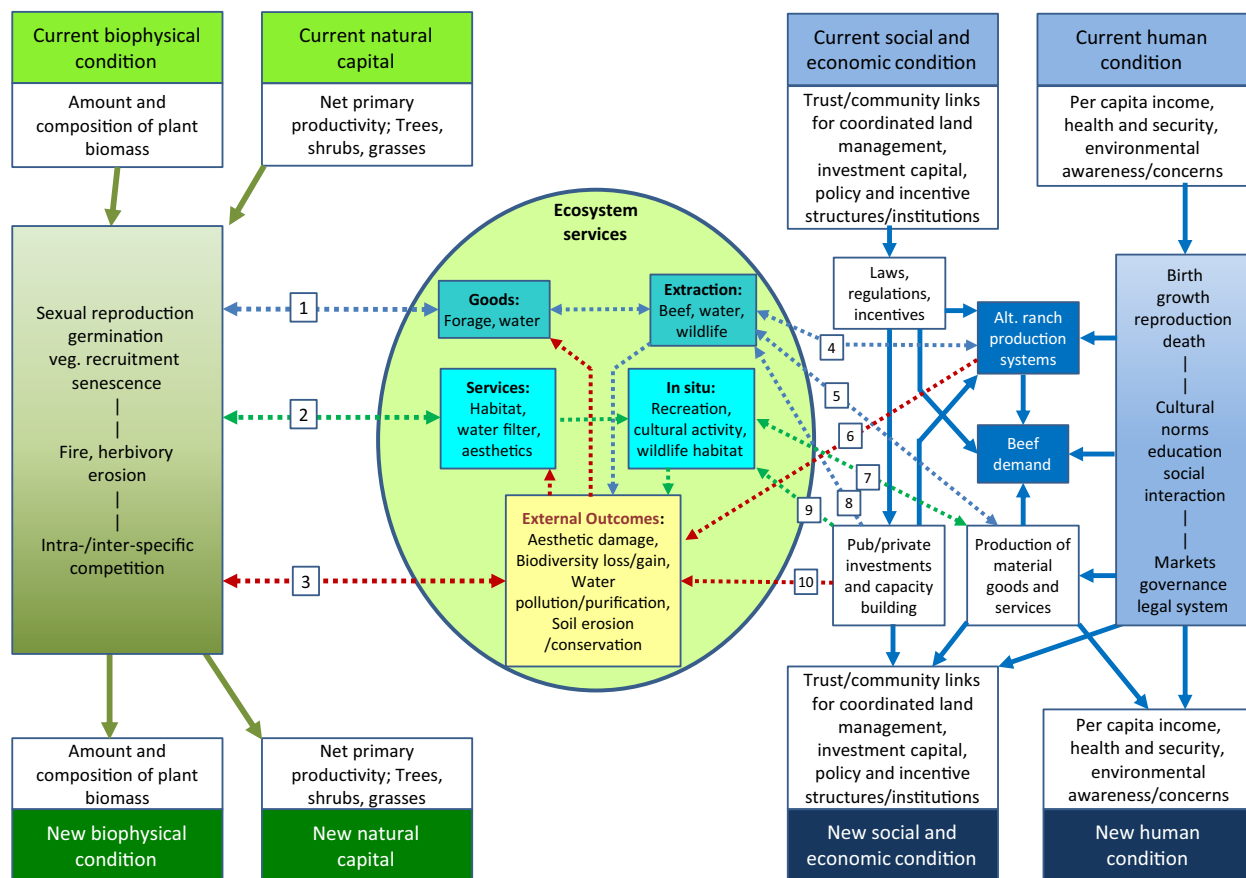 Current biophysical
condition
Amount and
composition of plant
biomass
Current natural
capital
Net primary
productivity; Trees,
shrubs, grasses
Current social and
economic condition
Trust/community links
for coordinated land
management,
investment capital,
policy and incentive
structures/institutions
Current human
condition
Per capita income,
health and security,
environmental
awareness/concerns
Sexual reproduction
germination
veg. recruitment
senescence
Fire, herbivory
erosion
Intra-/inter-specific
competition
1
2
3
Ecosystem
services
Goods:
Forage, water
Extraction:
Beef, water,
wildlife
Services:
Habitat,
water filter,
aesthetics
In situ:
Recreation,
cultural activity,
wildlife habitat
External Outcomes:
Aesthetic damage,
Biodiversity loss/gain,
Water
pollution/purification,
Soil erosion
/conservation
4
5
6
7
8
9
10
Laws,
regulations,
incentives
Alt. ranch
production
systems
Beef
demand
Pub/private
investments
and capacity
building
Production of
material
goods and
services
Birth
growth
reproduction
death
Cultural
norms
education
social
interaction
Markets
governance
legal system
Amount and
composition of plant
biomass
New biophysical
condition
Net primary
productivity; Trees,
shrubs, grasses
New natural
capital
Trust/community links
for coordinated land
management,
investment capital,
policy and incentive
structures/institutions
New social and
economic condition
Per capita income,
health and security,
environmental
awareness/concerns
New human
condition